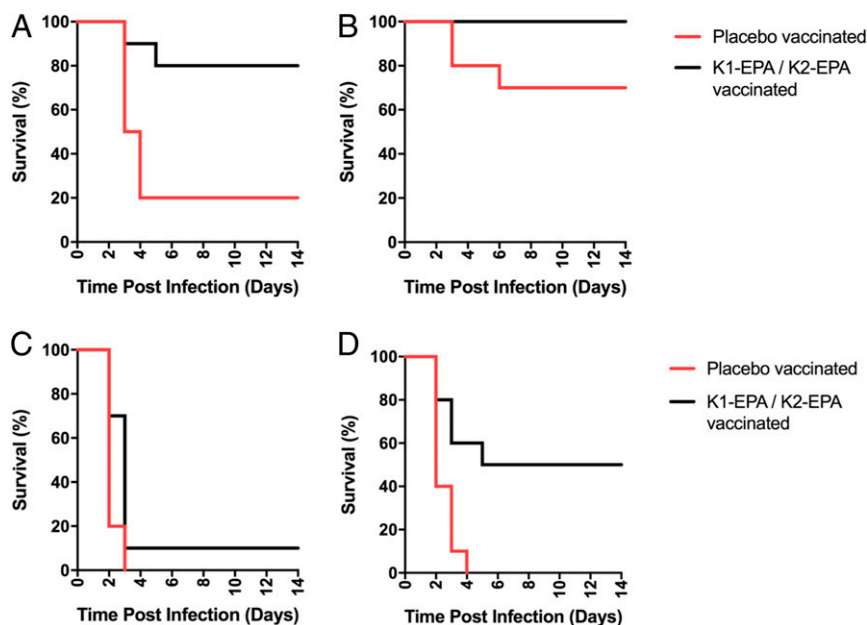 A
100
80
60
40
20
0
Survival (%)
0 2 4 6 8 10 12 14
Time Post Infection (Days)
B
100
80
60
40
20
0
Survival (%)
0 2 4 6 8 10 12 14
Time Post Infection (Days)
Placebo vaccinated
K1-EPA / K2-EPA
vaccinated
C
100
80
60
40
20
0
Survival (%)
0 2 4 6 8 10 12 14
Time Post Infection (Days)
D
100
80
60
40
20
0
Survival (%)
0 2 4 6 8 10 12 14
Time Post Infection (Days)
Placebo vaccinated
K1-EPA / K2-EPA
vaccinated